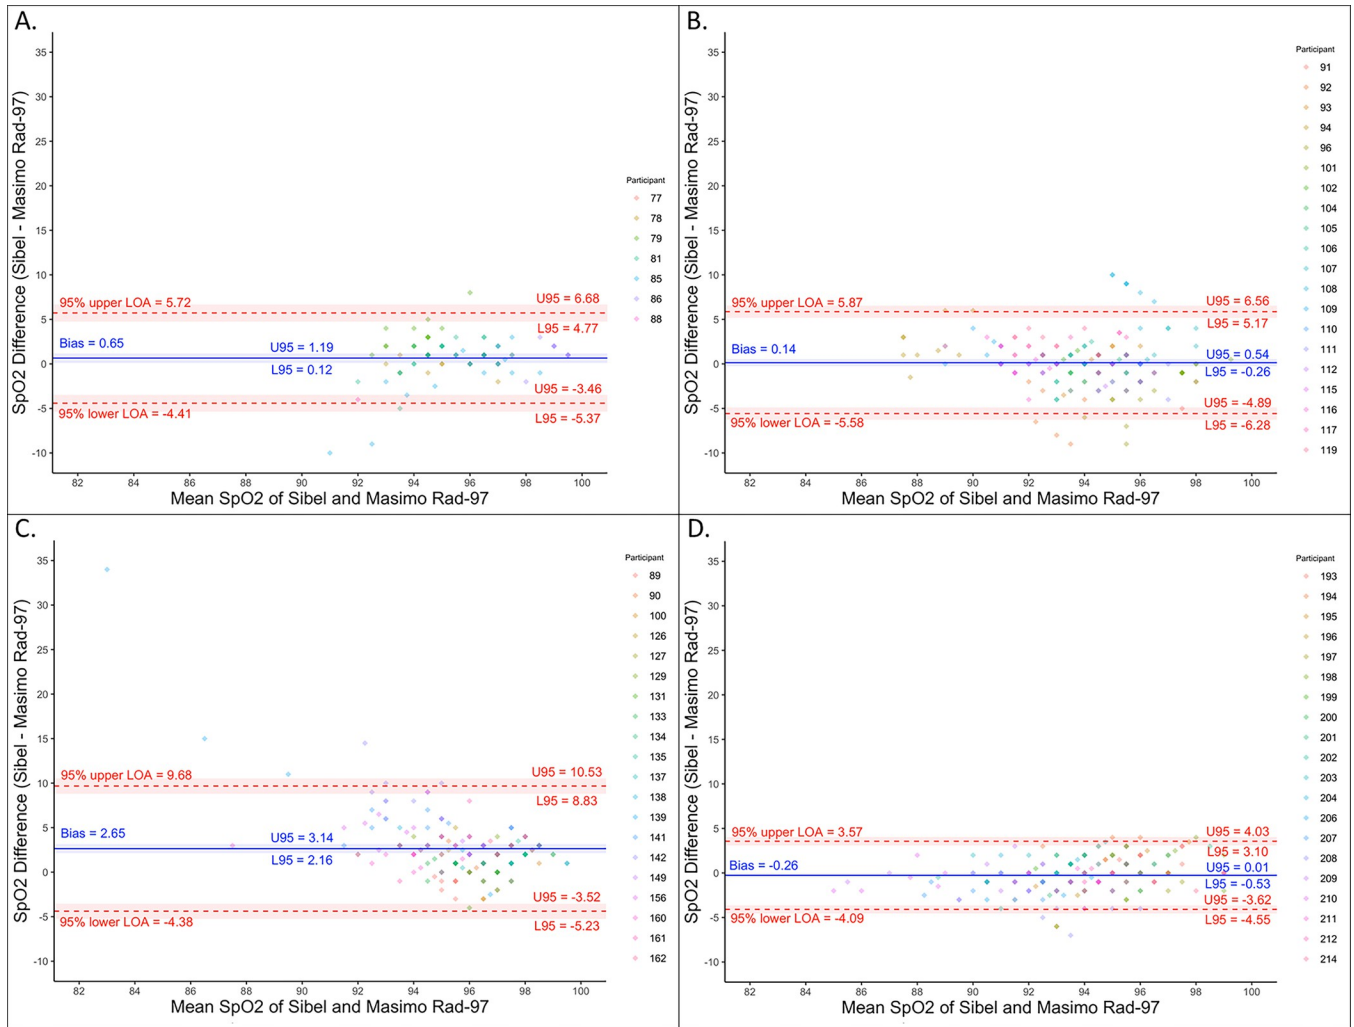 A.
SpO2 Difference (Sibel - Masimo Rad-97)
35
30
25
20
15
10
5
0
-5
-10
95% upper LOA = 5.72
U95 = 6.68
L95 = 4.77
Bias = 0.65
U95 = 1.19
L95 = 0.12
U95 = -3.46
95% lower LOA = -4.41
L95 = -5.37
82 84 86 88 90 92 94 96 98 100
Mean SpO2 of Sibel and Masimo Rad-97
Participant
77
78
79
81
85
86
88
B.
SpO2 Difference (Sibel - Masimo Rad-97)
35
30
25
20
15
10
5
0
-5
-10
95% upper LOA = 5.87
U95 = 6.56
L95 = 5.17
Bias = 0.14
U95 = 0.54
L95 = -0.26
U95 = -4.89
95% lower LOA = -5.58
L95 = -6.28
82 84 86 88 90 92 94 96 98 100
Mean SpO2 of Sibel and Masimo Rad-97
Participant
91
92
93
94
96
101
102
104
105
106
107
108
109
110
111
112
115
116
117
119
C.
SpO2 Difference (Sibel - Masimo Rad-97)
35
30
25
20
15
10
5
0
-5
-10
95% upper LOA = 9.68
U95 = 10.53
L95 = 8.83
Bias = 2.65
U95 = 3.14
L95 = 2.16
U95 = -3.52
95% lower LOA = -4.38
L95 = -5.23
82 84 86 88 90 92 94 96 98 100
Mean SpO2 of Sibel and Masimo Rad-97
Participant
89
90
100
126
127
129
131
133
134
135
137
138
139
141
142
149
156
160
161
162
D.
SpO2 Difference (Sibel - Masimo Rad-97)
35
30
25
20
15
10
5
0
-5
-10
95% upper LOA = 3.57
U95 = 4.03
L95 = 3.10
Bias = -0.26
U95 = 0.01
L95 = -0.53
U95 = -3.62
95% lower LOA = -4.09
L95 = -4.55
82 84 86 88 90 92 94 96 98 100
Mean SpO2 of Sibel and Masimo Rad-97
Participant
193
194
195
196
197
198
199
200
201
202
203
204
206
207
208
209
210
211
212
214